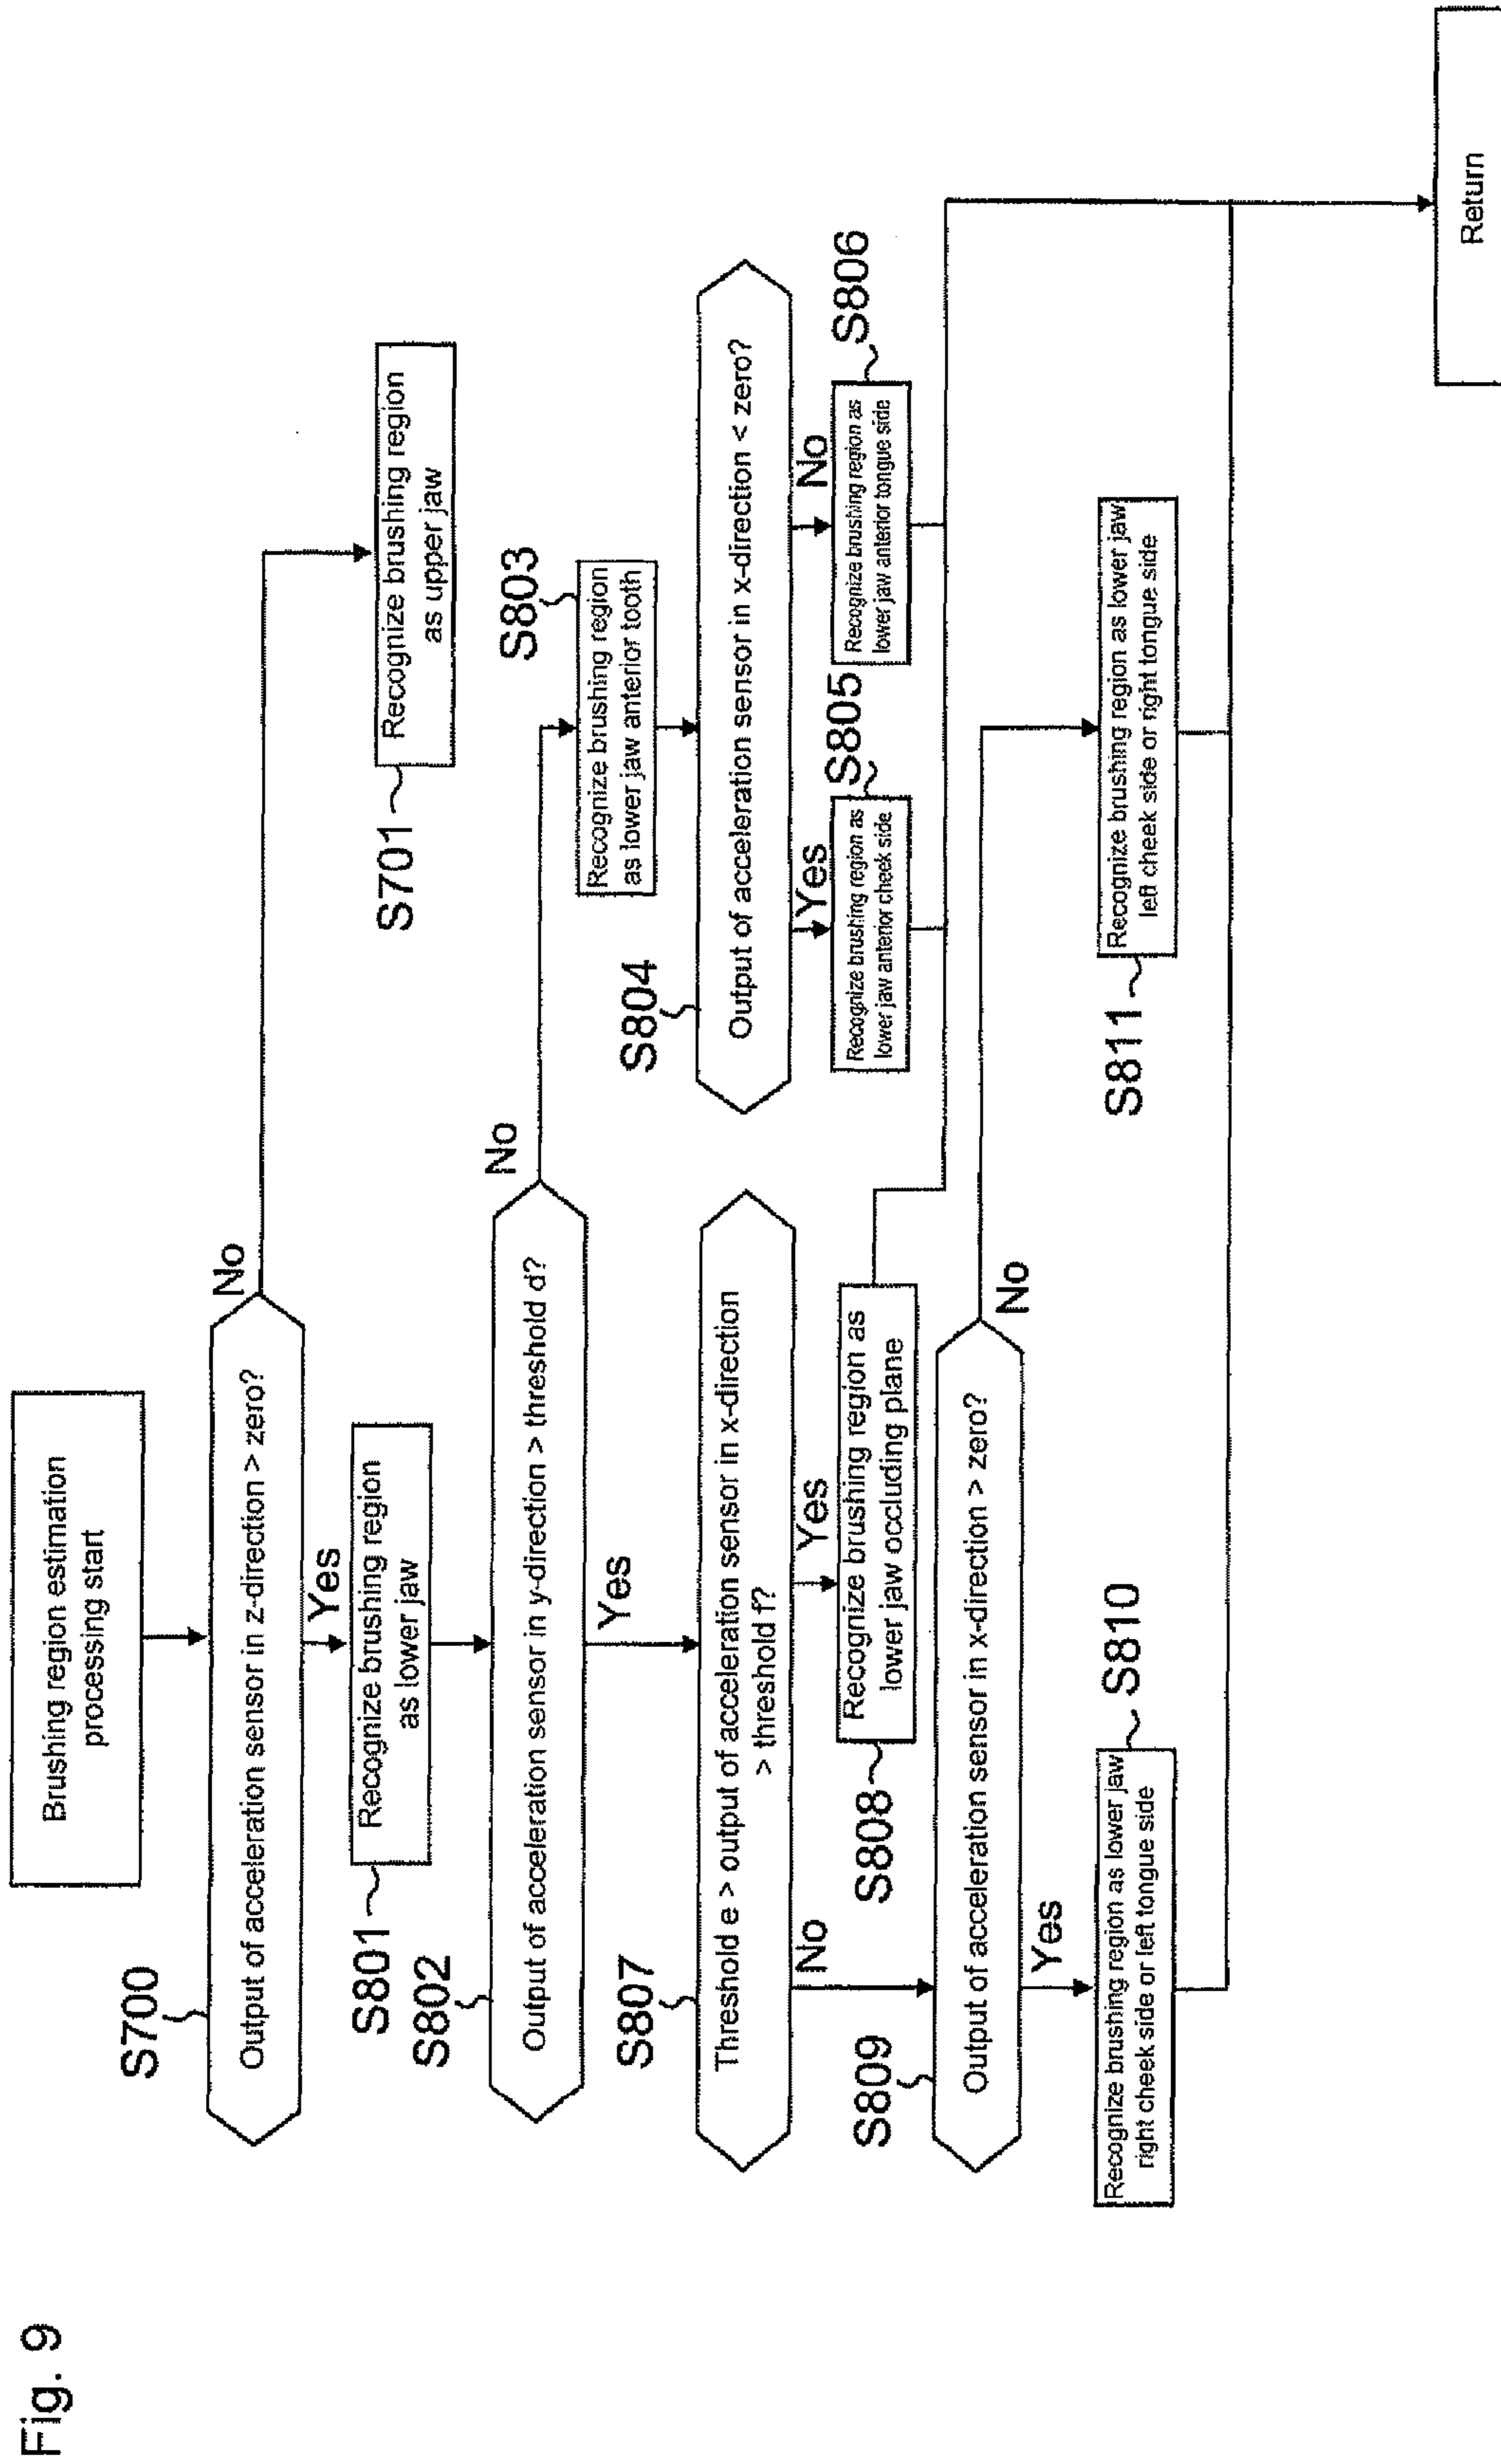 Fig. 9
Brushing region estimation
processing start
S700
Output of acceleration sensor in z-direction > zero?
No
Yes
S701
Recognize brushing region
as upper jaw
S801
Recognize brushing region
as lower jaw
S802
Output of acceleration sensor in y-direction > threshold d?
No
Yes
S803
Recognize brushing region
as lower jaw anterior tooth
S804
Output of acceleration sensor in x-direction < zero?
Yes
No
S805
Recognize brushing region as
lower jaw anterior cheek side
S806
Recognize brushing region as
lower jaw anterior tongue side
S807
Threshold e > output of acceleration sensor in x-direction
> threshold f?
No
Yes
S808
Recognize brushing region as
lower jaw occluding plane
S809
Output of acceleration sensor in x-direction > zero?
No
Yes
S810
Recognize brushing region as lower jaw
right cheek side or left tongue side
S811
Recognize brushing region as lower jaw
left cheek side or right tongue side
Return